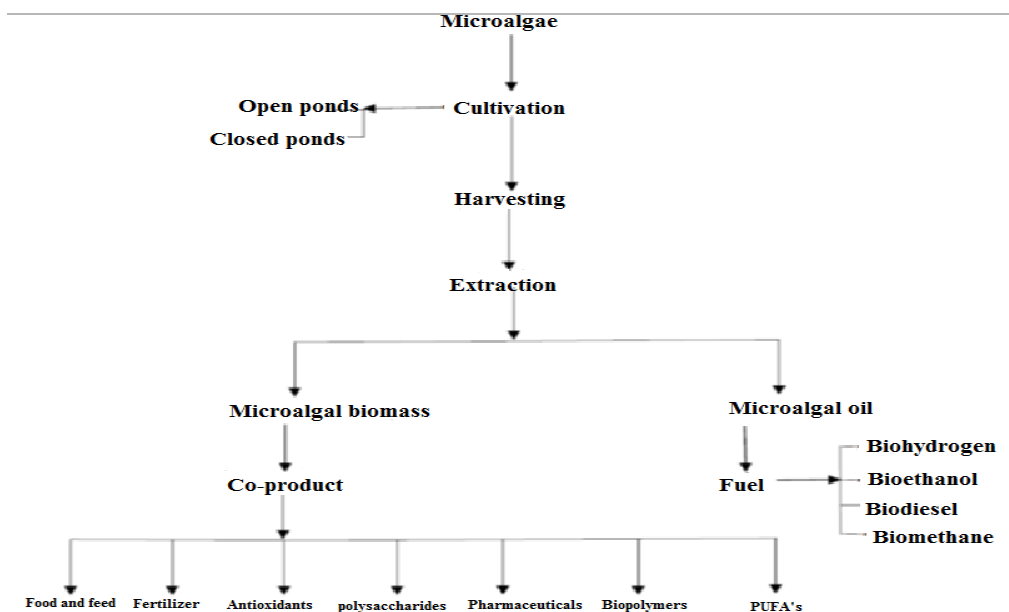 Microalgae
Open ponds
Cultivation
Closed ponds
Harvesting
Extraction
Microalgal biomass
Microalgal oil
Biohydrogen
Co-product
Fuel
Bioethanol
Biodiesel
Biomethane
Food and feed
Fertilizer
Antioxidants
polysaccharides
Pharmaceuticals
Biopolymers
PUFA's